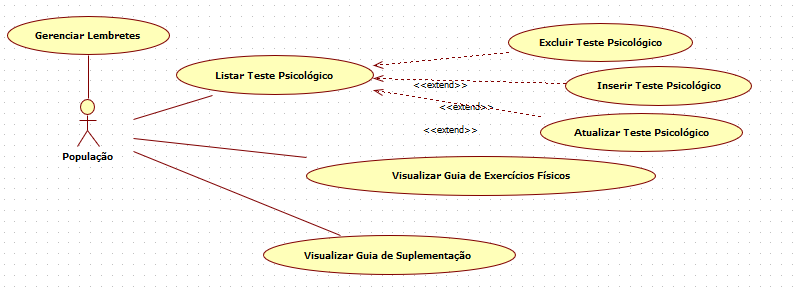 Gerenciar Lembretes
Excluir Teste Psicológico
Listar Teste Psicológico
<<extend>>
Inserir Teste Psicológico
<<extend>>
<<extend>>
Atualizar Teste Psicológico
População
Visualizar Guia de Exercícios Físicos
Visualizar Guia de Suplementação